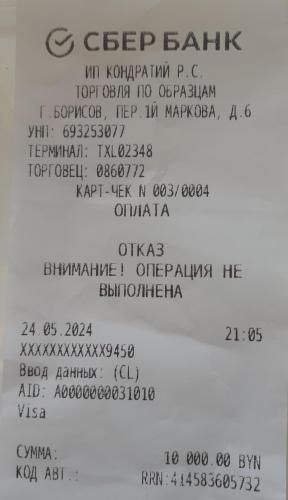 СБЕР БАНК
ИП КОНДРАТИЙ Р.С.
ТОРГОВЛЯ ПО ОБРАЗЦАМ
Г.БОРИСОВ, ПЕР.1Й МАРКОВА, Д.6
УНП: 693253077
ТЕРМИНАЛ: TXL02348
ТОРГОВЕЦ: 0860772
КАРТ-ЧЕК N 003/0004
ОПЛАТА
ОТКАЗ
ВНИМАНИЕ! ОПЕРАЦИЯ НЕ
ВЫПОЛНЕНА
24.05.2024 21:05
XXXXXXXXXXXX9450
Ввод данных: (CL)
AID: A0000000031010
Visa
СУММА: 10 000.00 BYN
КОД АВТ.: RRN:414583605732